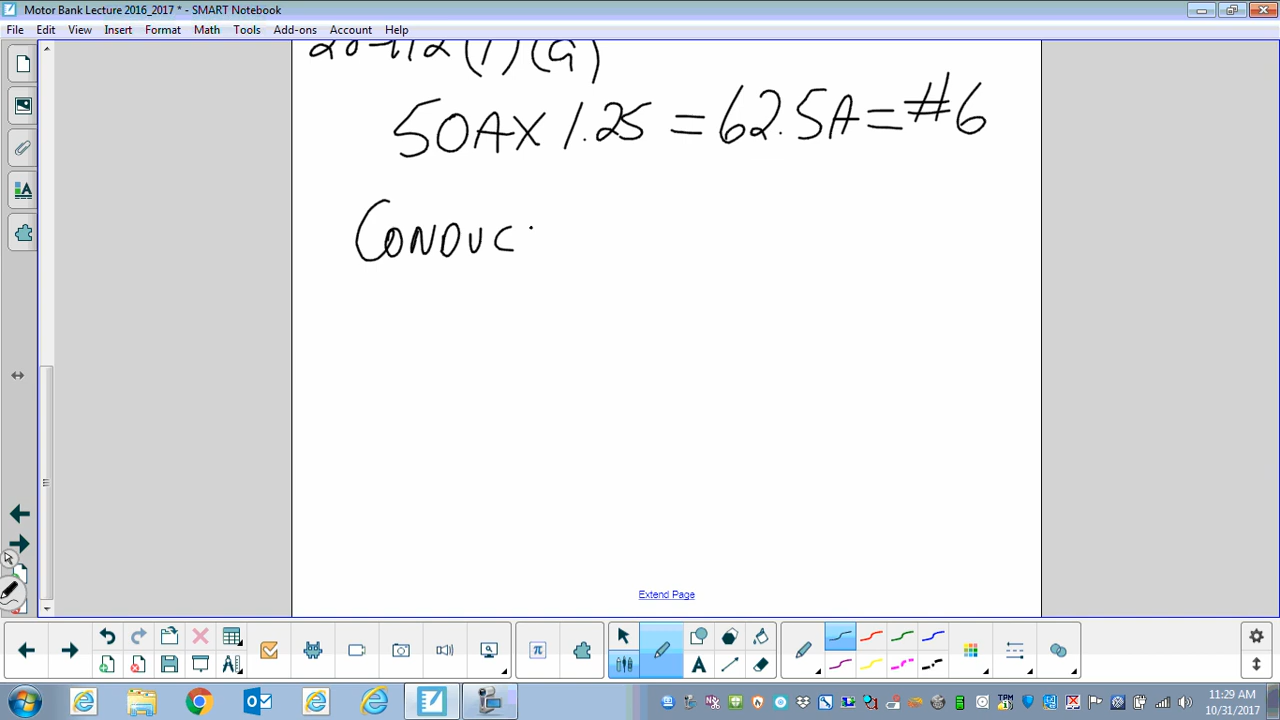 Motor Bank Lecture 2016_2017 * - SMART Notebook
File Edit View Insert Format Math Tools Add-ons Account Help
50A X 1.25 = 62.5A = #6
CONDUC
Extend Page
11:29 AM
10/31/2017